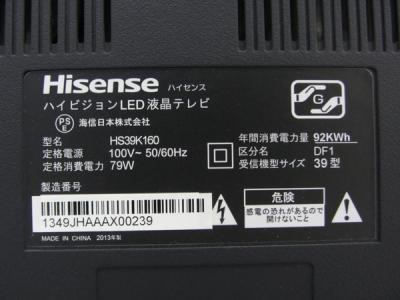 Hisense ハイセンス
ハイビジョンLED液晶テレビ
PS
E
海信日本株式会社
G
型名 HS39K160
年間消費電力量 92KWh
定格電源 100V~ 50/60Hz
区分名 DF1
定格消費電力 79W
受信機型サイズ 39型
製造番号
1349JHAAAX00239
MADE IN CHINA 2013年製
危険
感電の恐れがあるので
開けないこと